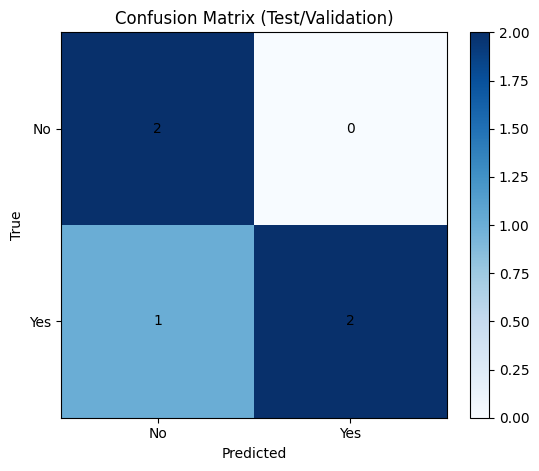 Confusion Matrix (Test/Validation)
2.00
1.75
1.50
1.25
1.00
0.75
0.50
0.25
0.00
True
No
2
0
Yes
1
2
No
Yes
Predicted